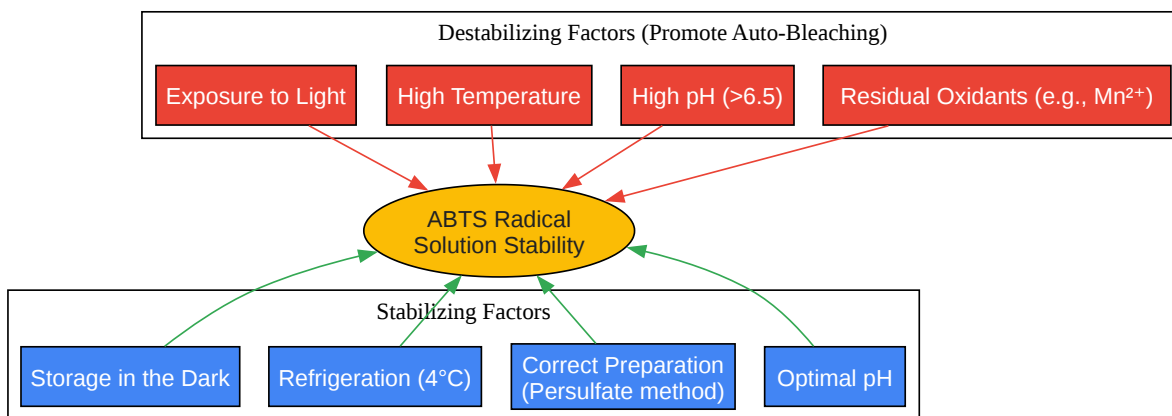 Destabilizing Factors (Promote Auto-Bleaching)
Exposure to Light
High Temperature
High pH (>6.5)
Residual Oxidants (e.g., Mn²⁺)
ABTS Radical
Solution Stability
Stabilizing Factors
Storage in the Dark
Refrigeration (4°C)
Correct Preparation
(Persulfate method)
Optimal pH